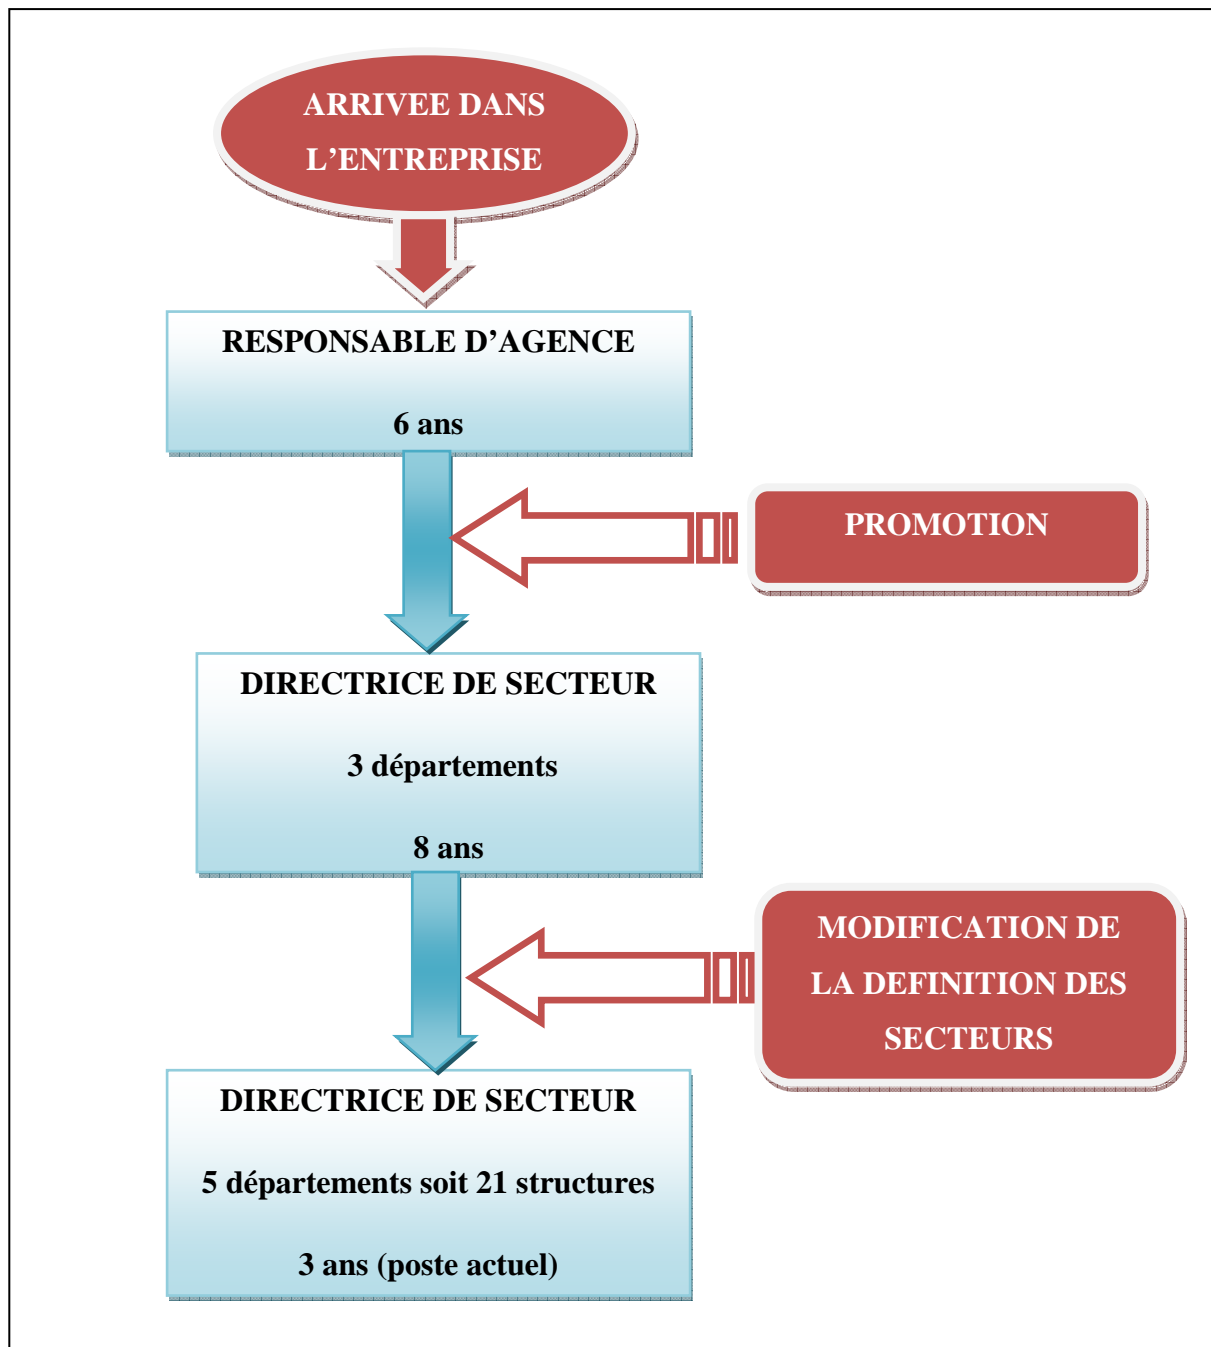 ARRIVEE DANS
L’ENTREPRISE
RESPONSABLE D’AGENCE
6 ans
PROMOTION
DIRECTRICE DE SECTEUR
3 départements
8 ans
MODIFICATION DE
LA DEFINITION DES
SECTEURS
DIRECTRICE DE SECTEUR
5 départements soit 21 structures
3 ans (poste actuel)